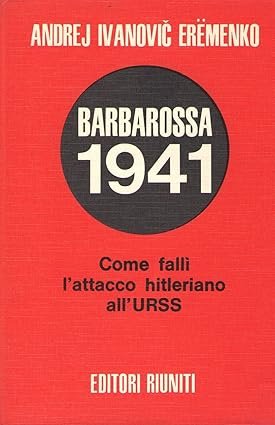 ANDREJ IVANOVIČ ERËMENKO
BARBAROSSA
1941
Come fallì
l'attacco hitleriano
all'URSS
EDITORI RIUNITI